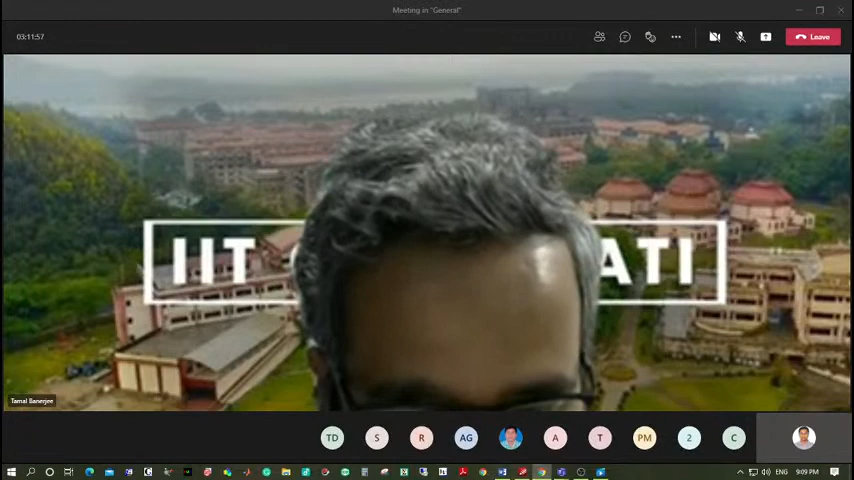 Meeting in "General"
03:11:57
Leave
IIT
ATI
Tamal Banerjee
TD
S
R
AG
A
T
PM
2
C
ENG
9:09 PM